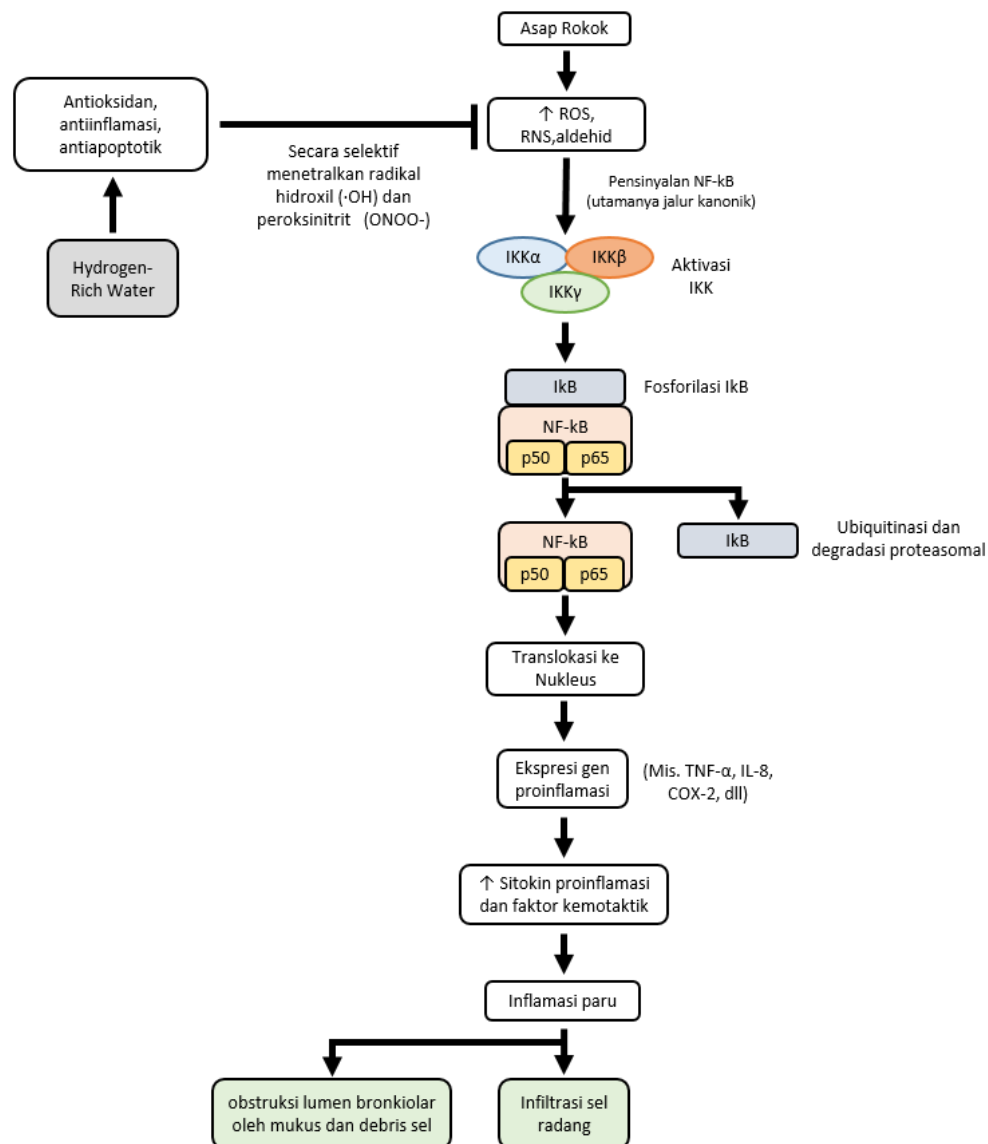 Asap Rokok
Antioksidan,
antiinflamasi,
antiapoptotik
↑ ROS,
RNS,aldehid
Secara selektif
menetralkan radikal
hidroxil (·OH) dan
peroksinitrit (ONOO-)
Hydrogen-
Rich Water
Pensinyalan NF-kB
(utamanya jalur kanonik)
IKKα
IKKβ
IKKγ
Aktivasi
IKK
IkB
Fosforilasi IkB
NF-kB
p50
p65
NF-kB
p50
p65
IkB
Ubiquitinasi dan
degradasi proteasomal
Translokasi ke
Nukleus
Ekspresi gen
proinflamasi
(Mis. TNF-α, IL-8,
COX-2, dll)
↑ Sitokin proinflamasi
dan faktor kemotaktik
Inflamasi paru
obstruksi lumen bronkiolar
oleh mukus dan debris sel
Infiltrasi sel
radang